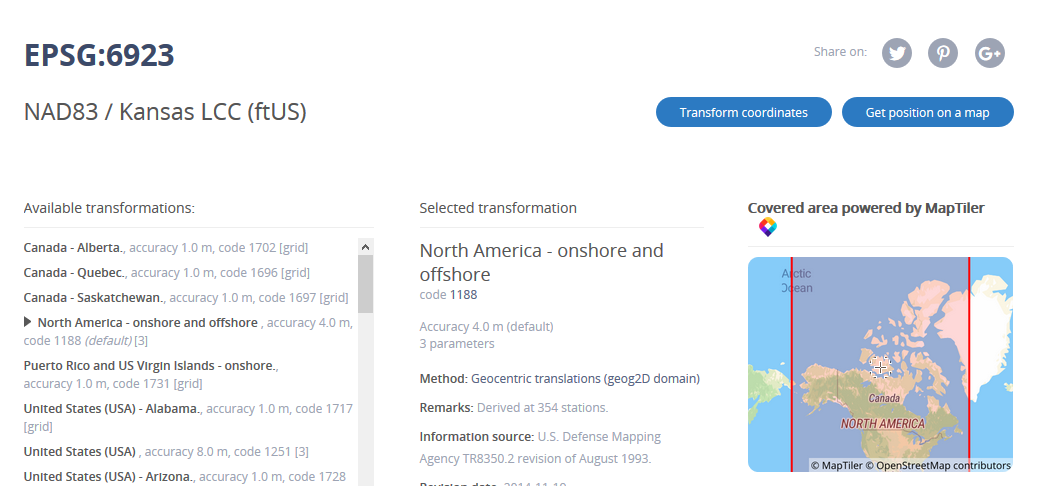 EPSG:6923
Share on:
NAD83 / Kansas LCC (ftUS)
Transform coordinates
Get position on a map
Available transformations:
Canada - Alberta., accuracy 1.0 m, code 1702 [grid]
Canada - Quebec., accuracy 1.0 m, code 1696 [grid]
Canada - Saskatchewan., accuracy 1.0 m, code 1697 [grid]
North America - onshore and offshore , accuracy 4.0 m,
code 1188 (default) [3]
Puerto Rico and US Virgin Islands - onshore.,
accuracy 1.0 m, code 1731 [grid]
United States (USA) - Alabama., accuracy 1.0 m, code 1717
[grid]
United States (USA) , accuracy 8.0 m, code 1251 [3]
United States (USA) - Arizona., accuracy 1.0 m, code 1728
Selected transformation
North America - onshore and
offshore
code 1188
Accuracy 4.0 m (default)
3 parameters
Method: Geocentric translations (geog2D domain)
Remarks: Derived at 354 stations.
Information source: U.S. Defense Mapping
Agency TR8350.2 revision of August 1993.
Revision date: 2014-11-19
Covered area powered by MapTiler
Arctic
Ocean
Canada
NORTH AMERICA
© MapTiler © OpenStreetMap contributors